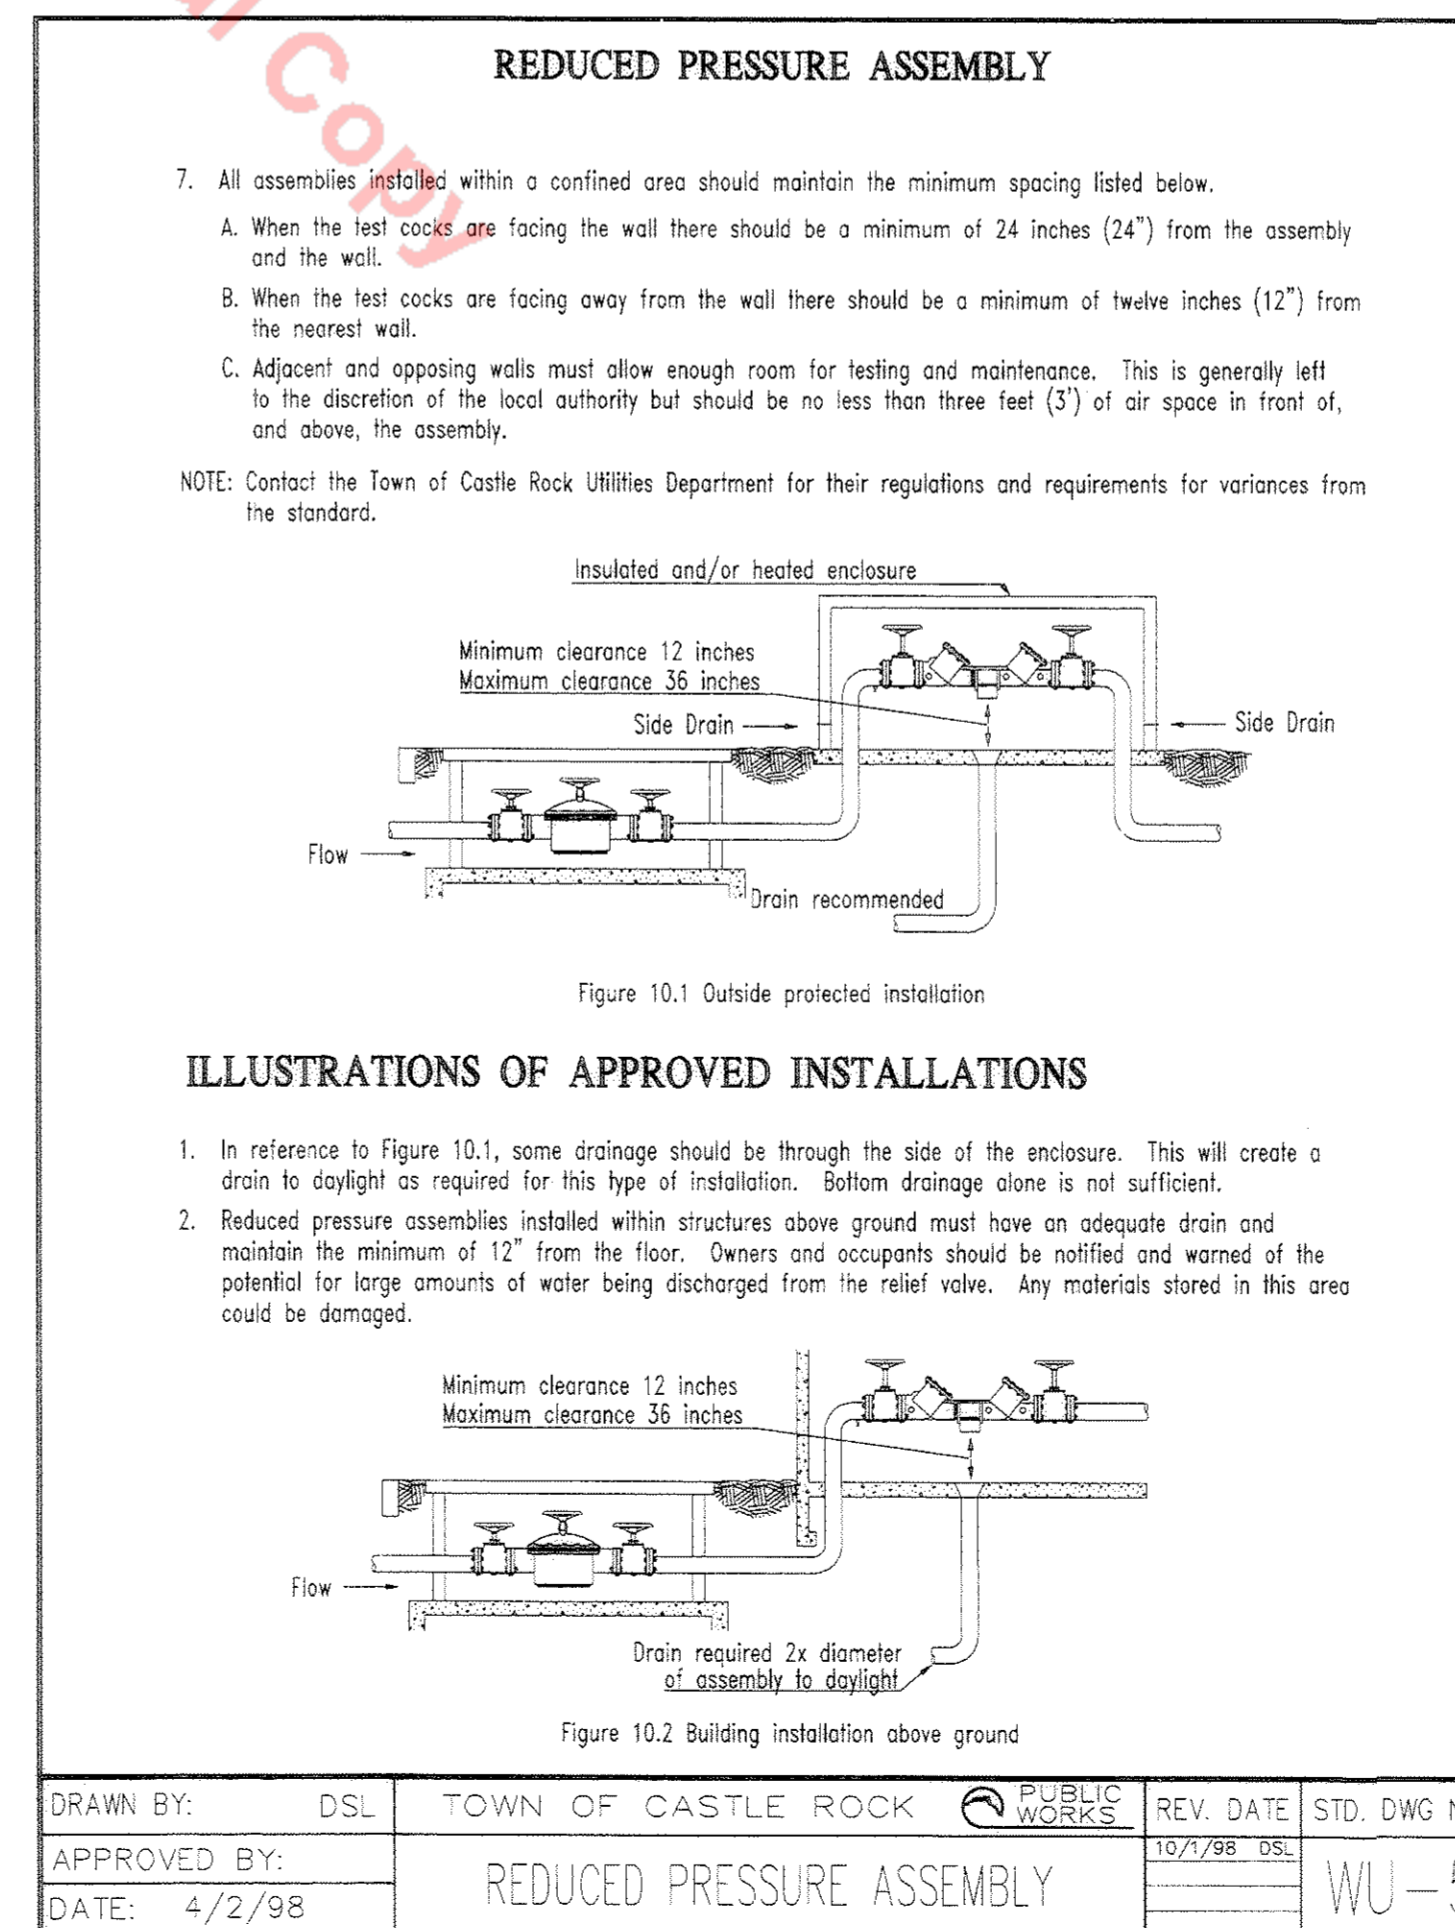 Copy
REDUCED PRESSURE ASSEMBLY
7. All assemblies installed within a confined area should maintain the minimum spacing listed below.
A. When the test cocks are facing the wall there should be a minimum of 24 inches (24") from the assembly
and the wall.
B. When the test cocks are facing away from the wall there should be a minimum of twelve inches (12") from
the nearest wall.
C. Adjacent and opposing walls must allow enough room for testing and maintenance. This is generally left
to the discretion of the local authority but should be no less than three feet (3') of air space in front of,
and above, the assembly.
NOTE: Contact the Town of Castle Rock Utilities Department for their regulations and requirements for variances from
the standard.
Insulated and/or heated enclosure
Minimum clearance 12 inches
Maximum clearance 36 inches
Side Drain
Side Drain
Flow
Drain recommended
Figure 10.1 Outside protected installation
ILLUSTRATIONS OF APPROVED INSTALLATIONS
1. In reference to Figure 10.1, some drainage should be through the side of the enclosure. This will create a
drain to daylight as required for this type of installation. Bottom drainage alone is not sufficient.
2. Reduced pressure assemblies installed within structures above ground must have an adequate drain and
maintain the minimum of 12" from the floor. Owners and occupants should be notified and warned of the
potential for large amounts of water being discharged from the relief valve. Any materials stored in this area
could be damaged.
Minimum clearance 12 inches
Maximum clearance 36 inches
Flow
Drain required 2x diameter
of assembly to daylight
Figure 10.2 Building installation above ground
DRAWN BY: DSL
APPROVED BY:
DATE: 4/2/98
TOWN OF CASTLE ROCK
PUBLIC
WORKS
REDUCED PRESSURE ASSEMBLY
REV. DATE
10/1/98 DSL
STD. DWG
WU-